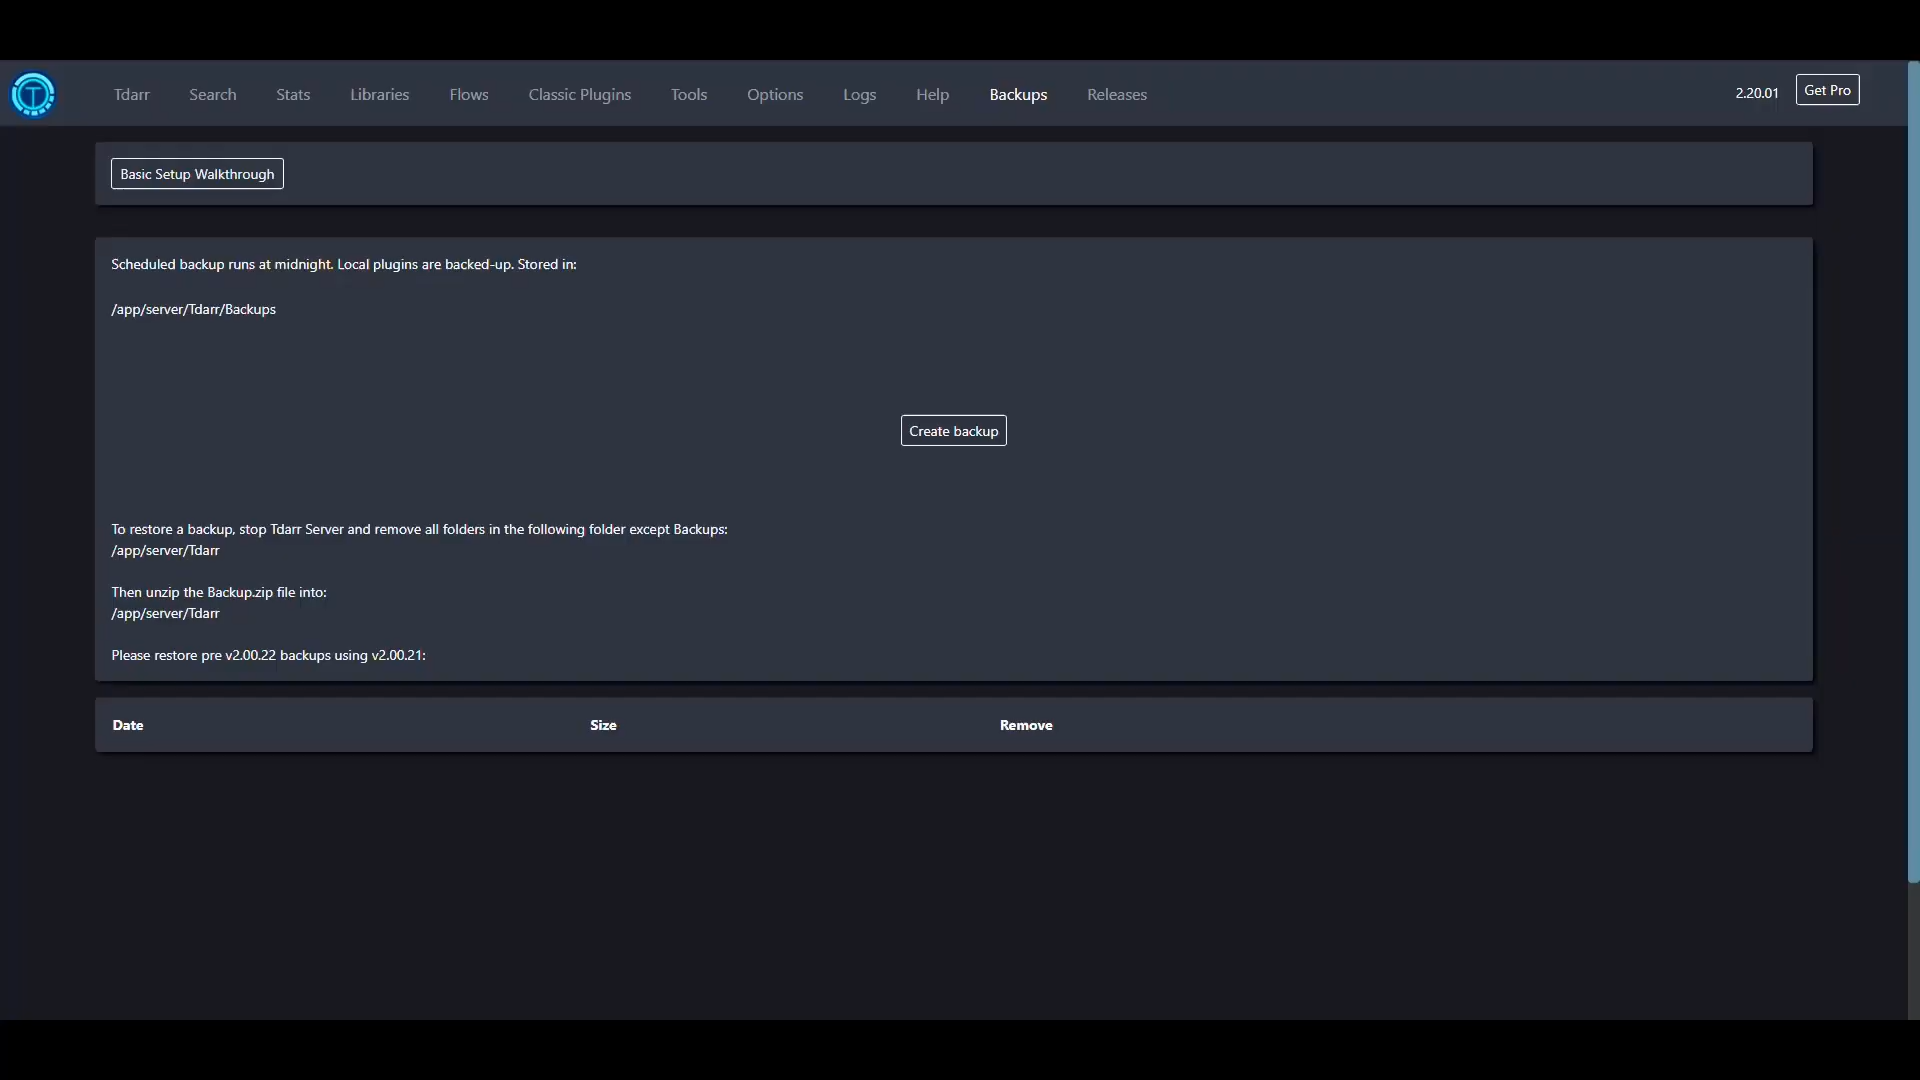 Tdarr Search Stats Libraries Flows Classic Plugins Tools Options Logs Help Backups Releases 2.20.01 Get Pro
Basic Setup Walkthrough
Scheduled backup runs at midnight. Local plugins are backed-up. Stored in:
/app/server/Tdarr/Backups
Create backup
To restore a backup, stop Tdarr Server and remove all folders in the following folder except Backups:
/app/server/Tdarr
Then unzip the Backup.zip file into:
/app/server/Tdarr
Please restore pre v2.00.22 backups using v2.00.21:
Date Size Remove